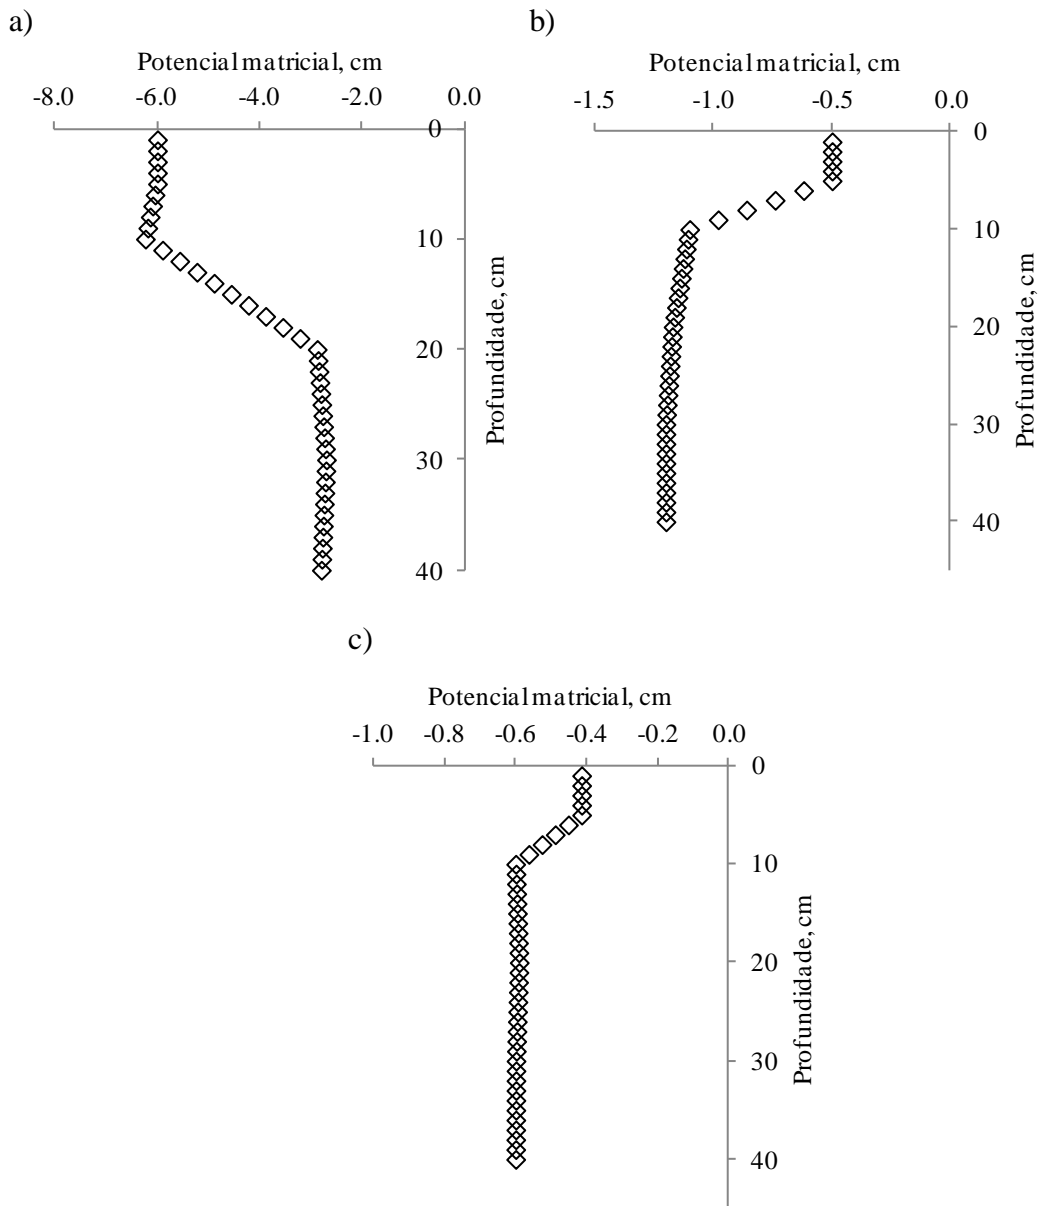 a)
Potencial matricial, cm
-8.0 -6.0 -4.0 -2.0 0.0
0
10
20
30
40
Profundidade, cm
b)
Potencial matricial, cm
-1.5 -1.0 -0.5 0.0
0
10
20
30
40
Profundidade, cm
c)
Potencial matricial, cm
-1.0 -0.8 -0.6 -0.4 -0.2 0.0
0
10
20
30
40
Profundidade, cm